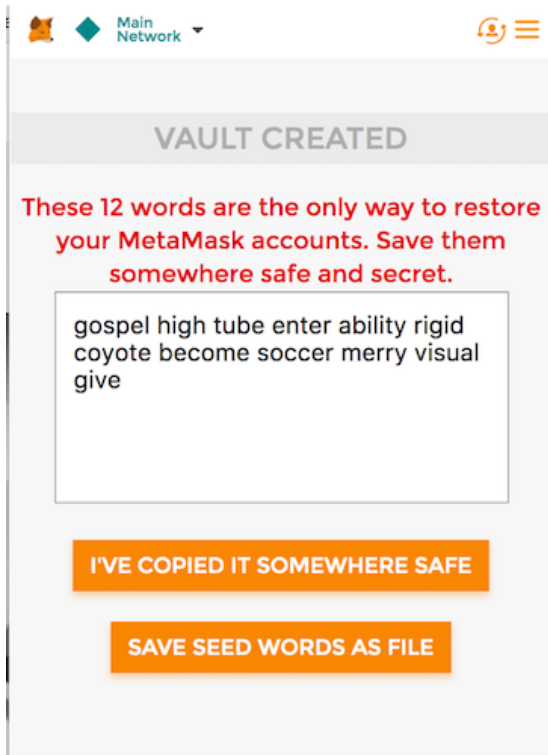 Main
Network
VAULT CREATED
These 12 words are the only way to restore
your MetaMask accounts. Save them
somewhere safe and secret.
gospel high tube enter ability rigid
coyote become soccer merry visual
give
I'VE COPIED IT SOMEWHERE SAFE
SAVE SEED WORDS AS FILE